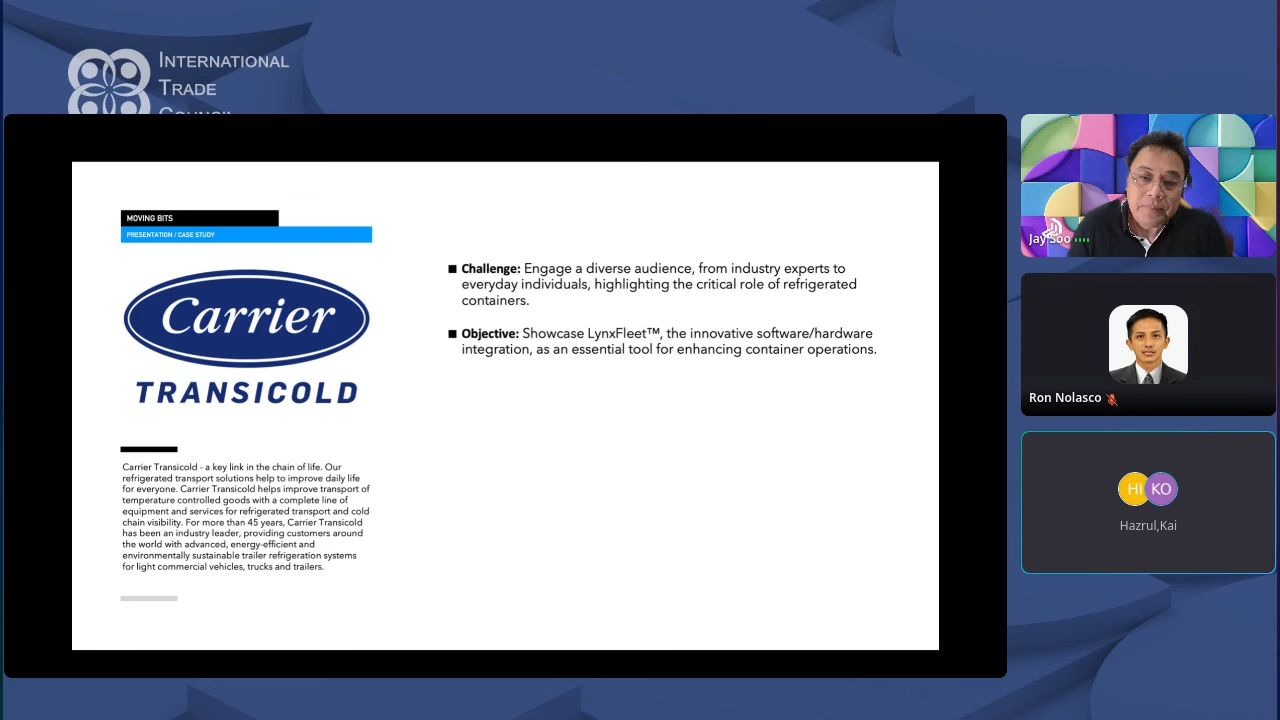 INTERNATIONAL
TRADE
COUNCIL
MOVING BITS
PRESENTATION / CASE STUDY
Carrier
TRANSICOLD
Carrier Transicold - a key link in the chain of life. Our
refrigerated transport solutions help to improve daily life
for everyone. Carrier Transicold helps improve transport of
temperature controlled goods with a complete line of
equipment and services for refrigerated transport and cold
chain visibility. For more than 45 years, Carrier Transicold
has been an industry leader, providing customers around
the world with advanced, energy-efficient and
environmentally sustainable trailer refrigeration systems
for light commercial vehicles, trucks and trailers.
■ Challenge: Engage a diverse audience, from industry experts to
everyday individuals, highlighting the critical role of refrigerated
containers.
■ Objective: Showcase LynxFleet™, the innovative software/hardware
integration, as an essential tool for enhancing container operations.
Jay Soo
Ron Nolasco
HI KO
Hazrul,Kai